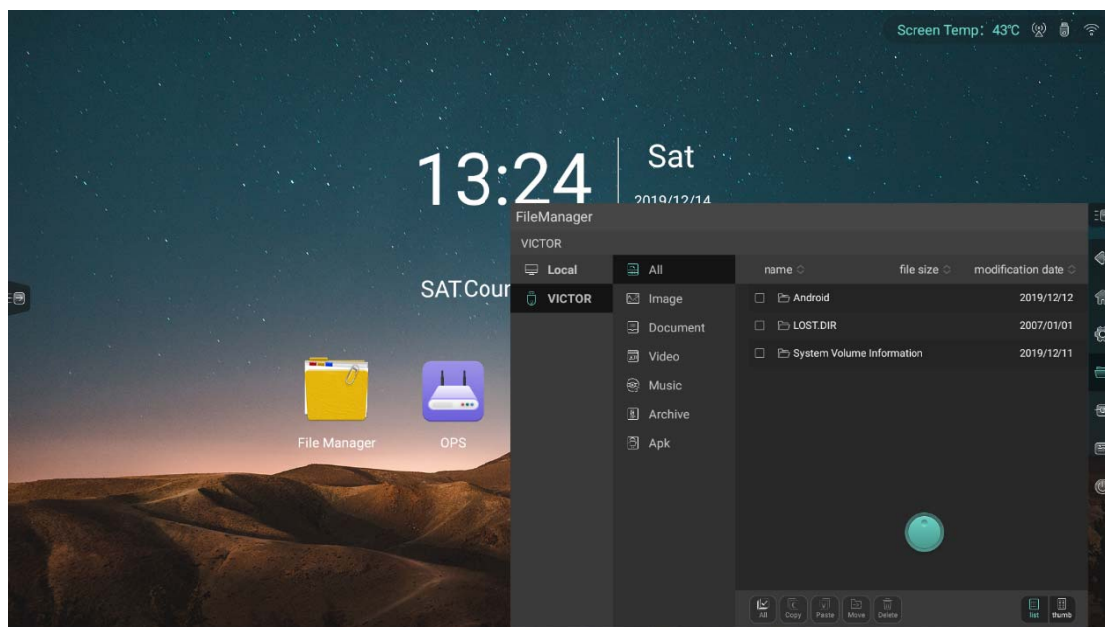 Screen Temp: 43℃
13:24
Sat
2019/12/14
SAT.Cour
File Manager
OPS
FileManager
VICTOR
Local
VICTOR
All
Image
Document
Video
Music
Archive
Apk
name
file size
modification date
Android
2019/12/12
LOST.DIR
2007/01/01
System Volume Information
2019/12/11
All
Copy
Paste
Move
Delete
list
thumb